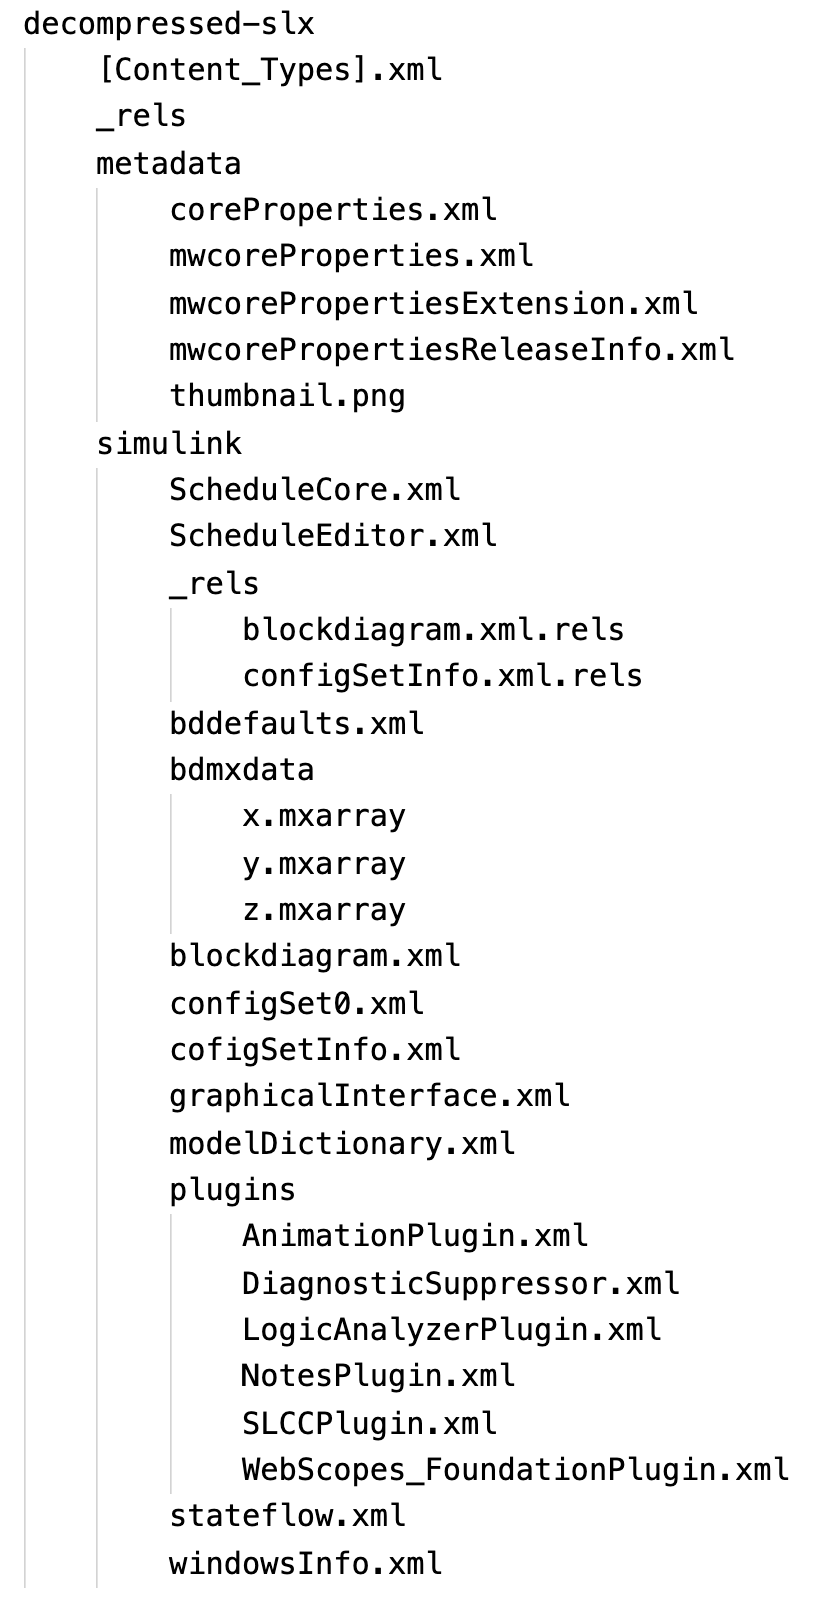 decompressed-slx
[Content_Types].xml
_rels
metadata
coreProperties.xml
mwcoreProperties.xml
mwcorePropertiesExtension.xml
mwcorePropertiesReleaseInfo.xml
thumbnail.png
simulink
ScheduleCore.xml
ScheduleEditor.xml
_rels
blockdiagram.xml.rels
configSetInfo.xml.rels
bddefaults.xml
bdmxdata
x.mxarray
y.mxarray
z.mxarray
blockdiagram.xml
configSet0.xml
cofigSetInfo.xml
graphicalInterface.xml
modelDictionary.xml
plugins
AnimationPlugin.xml
DiagnosticSuppressor.xml
LogicAnalyzerPlugin.xml
NotesPlugin.xml
SLCCPlugin.xml
WebScopes_FoundationPlugin.xml
stateflow.xml
windowsInfo.xml